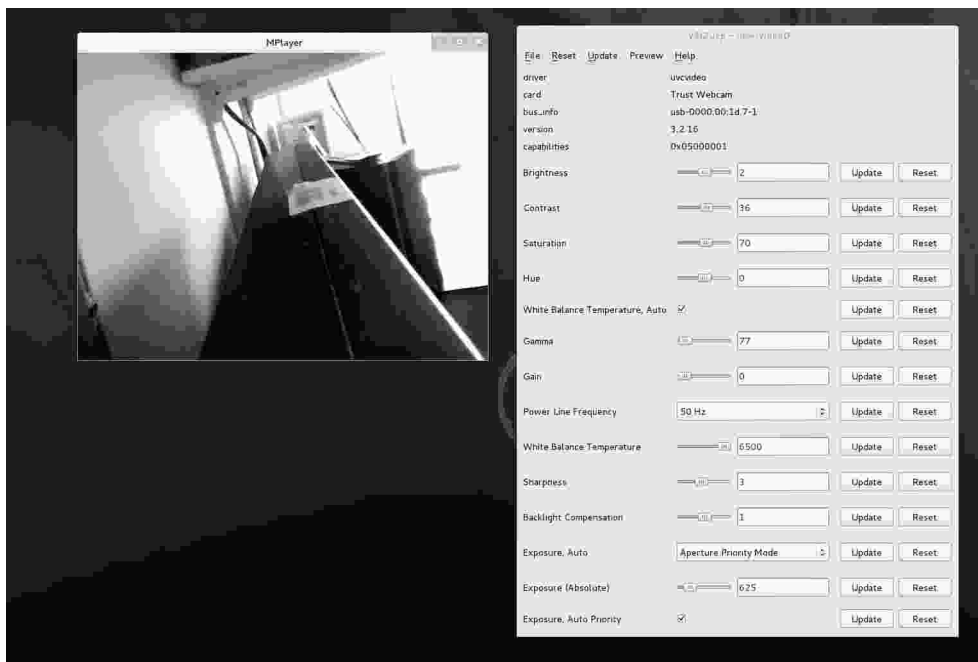 MPlayer
File Reset Update Preview Help
driver uvcvideo
card Trust Webcam
bus_info usb-0000:00:1d.7-1
version 3.2.16
capabilities 0x05000001
Brightness 2 Update Reset
Contrast 36 Update Reset
Saturation 70 Update Reset
Hue 0 Update Reset
White Balance Temperature, Auto Update Reset
Gamma 77 Update Reset
Gain 0 Update Reset
Power Line Frequency 50 Hz Update Reset
White Balance Temperature 6500 Update Reset
Sharpness 3 Update Reset
Backlight Compensation 1 Update Reset
Exposure, Auto Aperture Priority Mode Update Reset
Exposure (Absolute) 625 Update Reset
Exposure, Auto Priority Update Reset